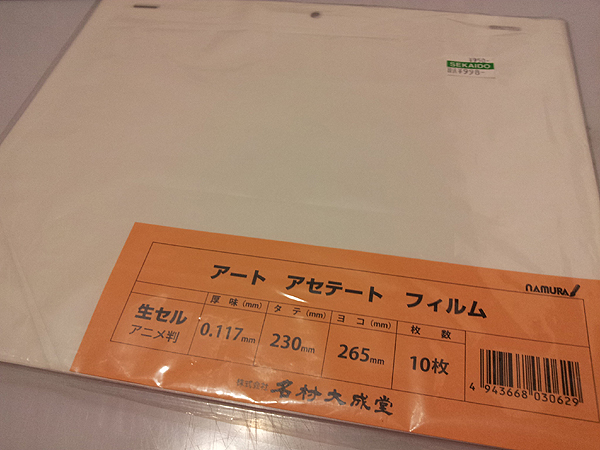 SEKAIDO
アート アセテート フィルム
NAMURA
生セル
アニメ判
厚味(mm) タテ(mm) ヨコ(mm) 枚数
0.117mm 230mm 265mm 10枚
株式会社 名村大成堂
4 943668 030629